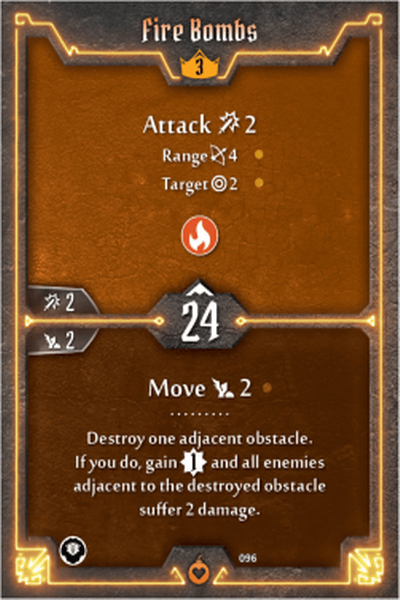 Fire Bombs
3
Attack 2
Range 4
Target 2
2
24
2
Move 2
Destroy one adjacent obstacle.
If you do, gain 1 and all enemies
adjacent to the destroyed obstacle
suffer 2 damage.
096